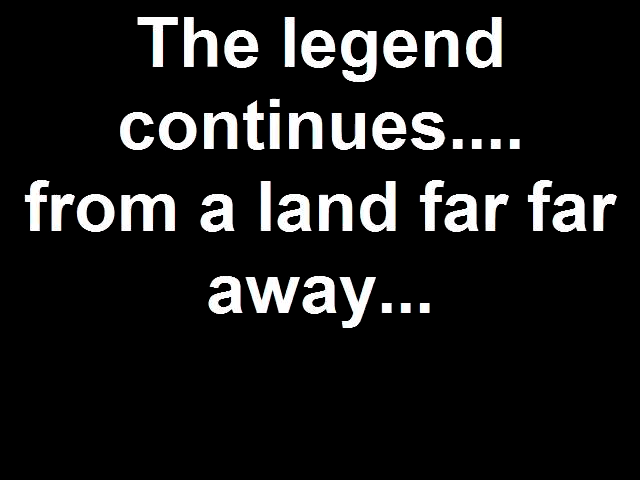 The legend
continues....
from a land far far
away...